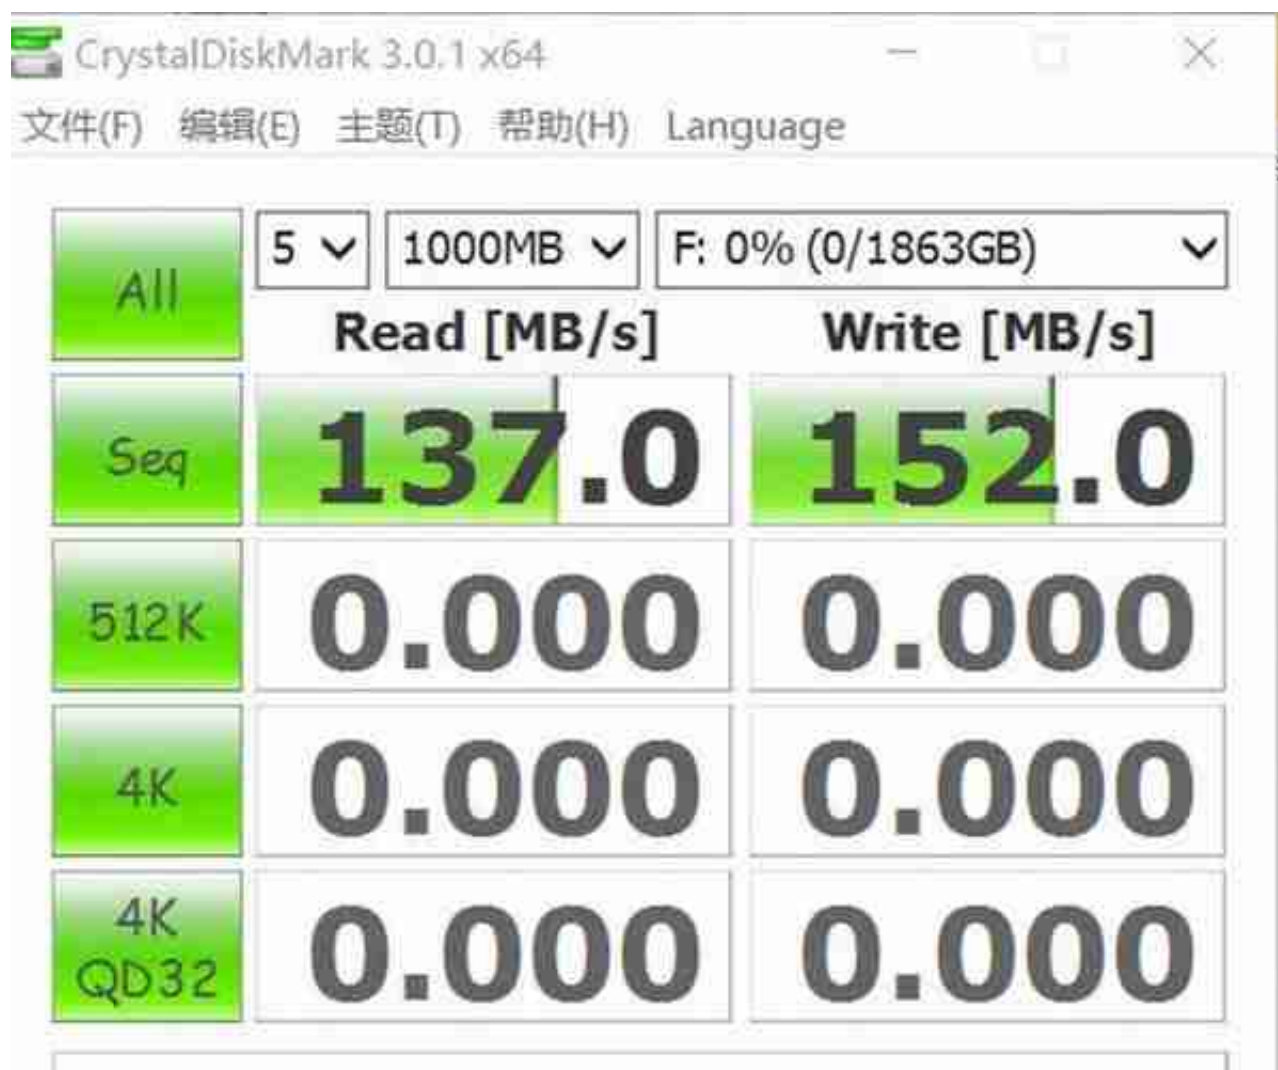 CrystalDiskMark 3.0.1 x64
文件(F) 编辑(E) 主题(T) 帮助(H) Language
All 5 1000MB F: 0% (0/1863GB)
Read [MB/s] Write [MB/s]
Seq 137.0 152.0
512K 0.000 0.000
4K 0.000 0.000
4K
QD32 0.000 0.000